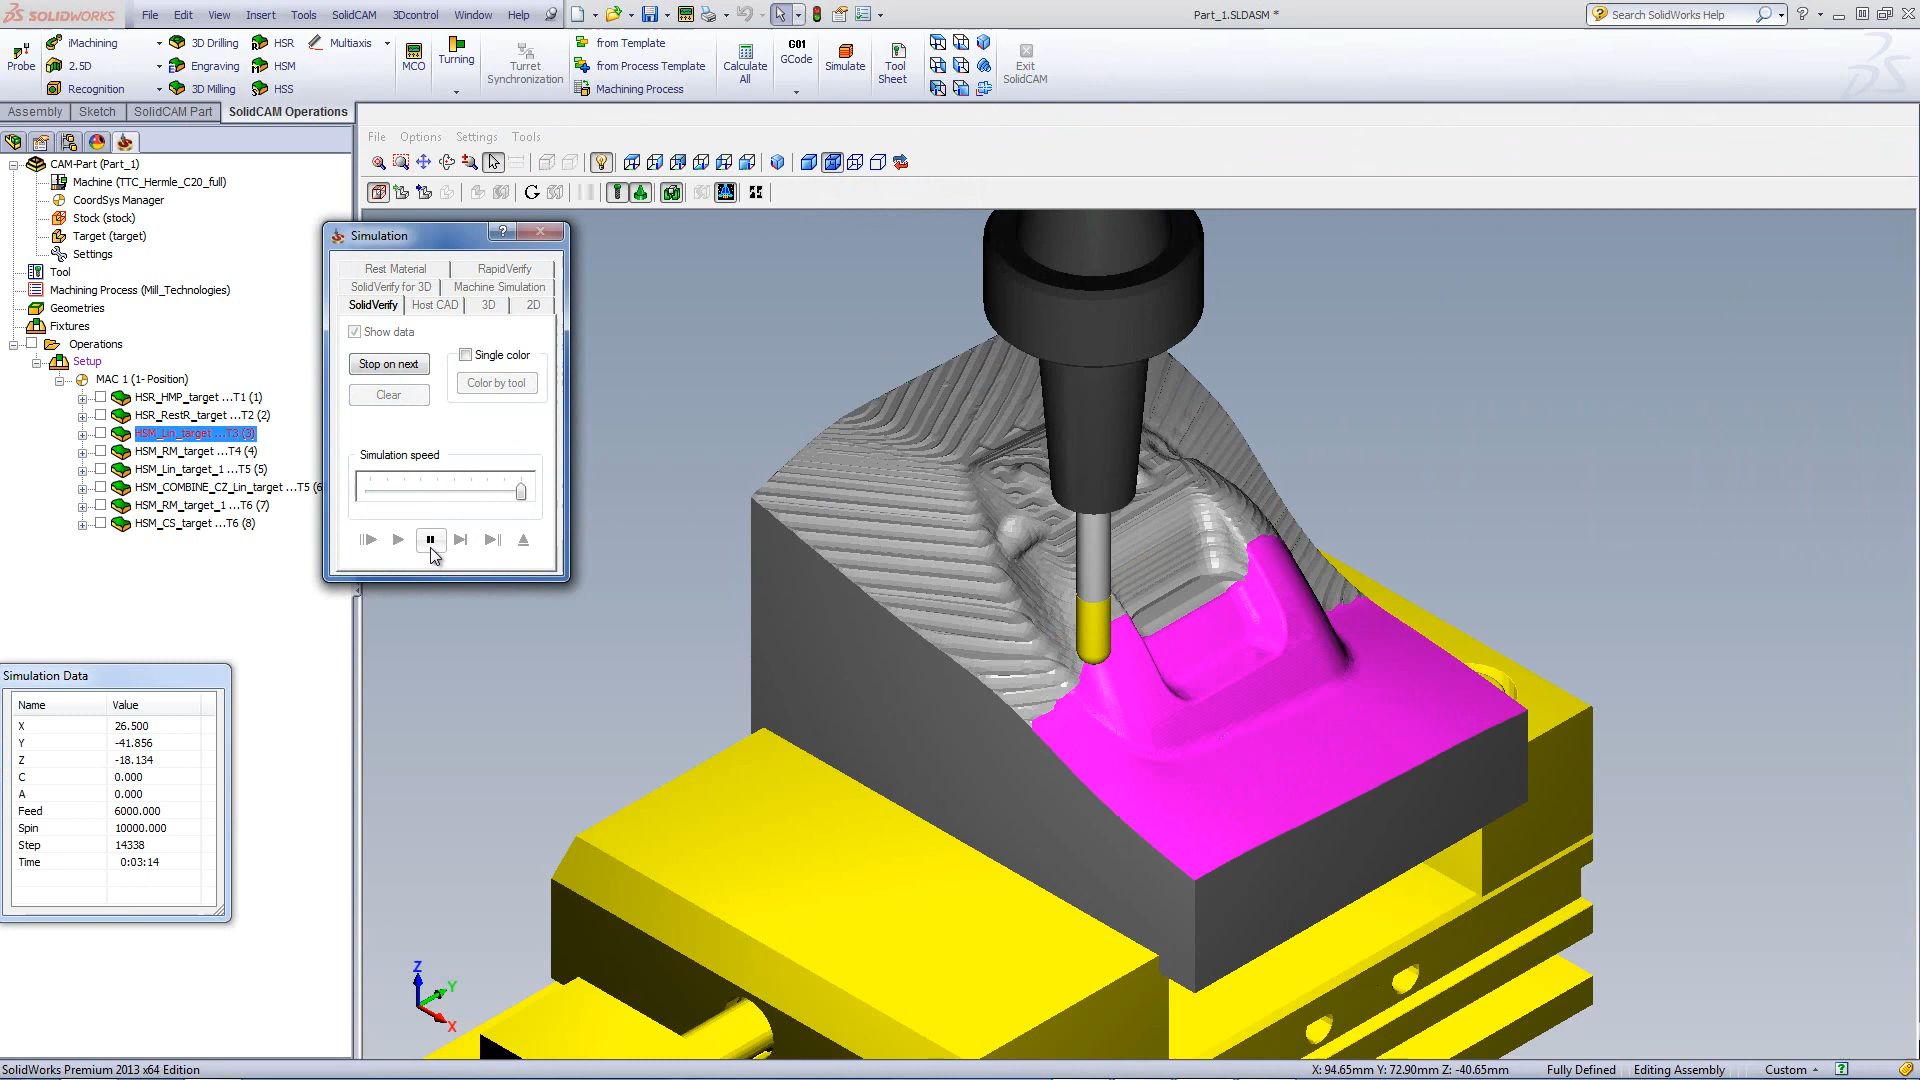 SOLIDWORKS File Edit View Insert Tools SolidCAM 3Dcontrol Window Help Part_1.SLDASM * Search SolidWorks Help
Probe
iMachining
2.5D
Recognition
3D Drilling
Engraving
3D Milling
HSR
HSM
HSS
Multiaxis
MCO
Turning
Turret
Synchronization
from Template
from Process Template
Machining Process
Calculate
All
G01
GCode
Simulate
Tool
Sheet
Exit
SolidCAM
Assembly Sketch SolidCAM Part SolidCAM Operations
File Options Settings Tools
CAM-Part (Part_1)
Machine (TTC_Hermle_C20_full)
CoordSys Manager
Stock (stock)
Target (target)
Settings
Tool
Machining Process (Mill_Technologies)
Geometries
Fixtures
Operations
Setup
MAC 1 (1- Position)
HSR_HMP_target ...T1 (1)
HSR_RestR_target ...T2 (2)
HSM_Lin_target ...T3 (3)
HSM_RM_target ...T4 (4)
HSM_Lin_target_1 ...T5 (5)
HSM_COMBINE_CZ_Lin_target ...T5 (6
HSM_RM_target_1 ...T6 (7)
HSM_CS_target ...T6 (8)
Simulation
Rest Material RapidVerify
SolidVerify for 3D Machine Simulation
SolidVerify Host CAD 3D 2D
Show data
Stop on next
Single color
Color by tool
Clear
Simulation speed
Simulation Data
Name Value
X 26.500
Y -41.856
Z -18.134
C 0.000
A 0.000
Feed 6000.000
Spin 10000.000
Step 14338
Time 0:03:14
Z
Y
X
SolidWorks Premium 2013 x64 Edition X: 94.65mm Y: 72.90mm Z: -40.65mm Fully Defined Editing Assembly Custom